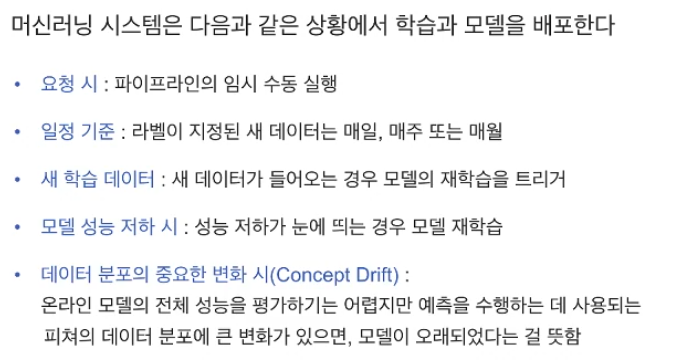 머신러닝 시스템은 다음과 같은 상황에서 학습과 모델을 배포한다
• 요청 시 : 파이프라인의 임시 수동 실행
• 일정 기준 : 라벨이 지정된 새 데이터는 매일, 매주 또는 매월
• 새 학습 데이터 : 새 데이터가 들어오는 경우 모델의 재학습을 트리거
• 모델 성능 저하 시 : 성능 저하가 눈에 띄는 경우 모델 재학습
• 데이터 분포의 중요한 변화 시(Concept Drift) :
온라인 모델의 전체 성능을 평가하기는 어렵지만 예측을 수행하는 데 사용되는
피쳐의 데이터 분포에 큰 변화가 있으면, 모델이 오래되었다는 걸 뜻함